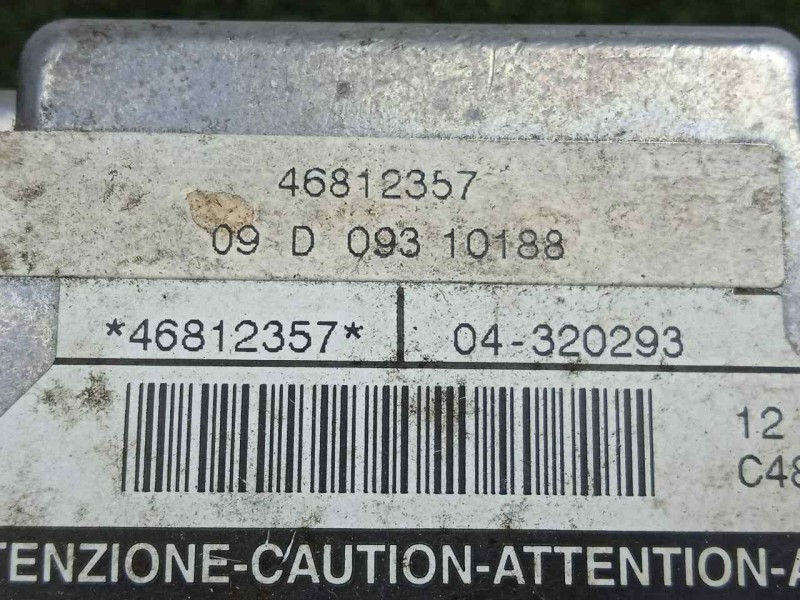 46812357
09 D 093 10188
*46812357* 04-320293
12
C48
TENZIONE-CAUTION-ATTENTION-A